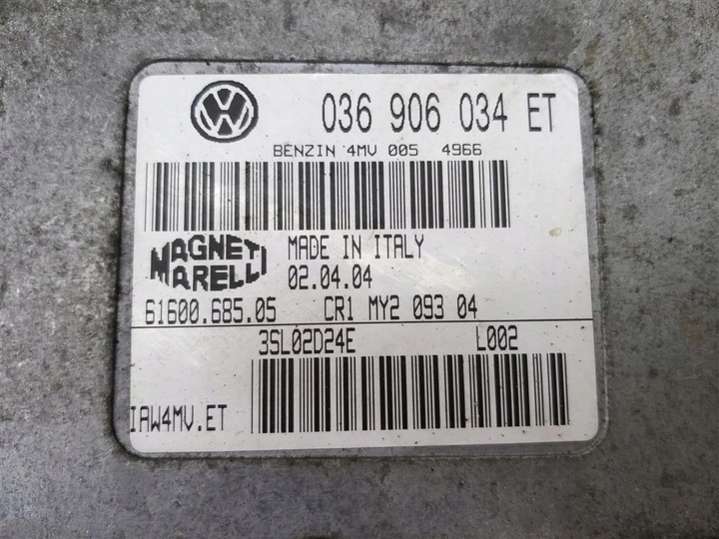 VW 036 906 034 ET
BENZIN 4MV 005 4966
MAGNETI MARELLI
MADE IN ITALY
02.04.04
61600.685.05 CR1 MY2 093 04
3SL02D24E L002
IAW4MV.ET